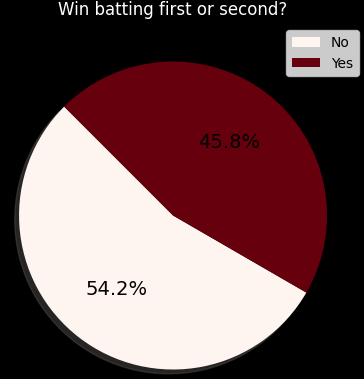 Win batting first or second?
No
Yes
45.8%
54.2%